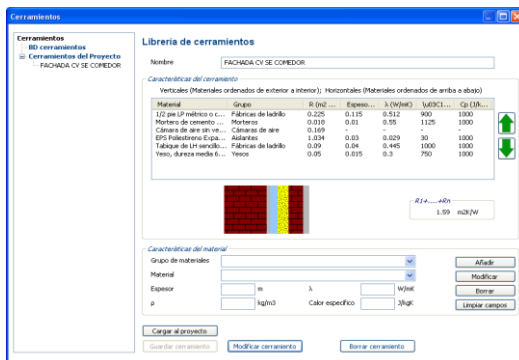 Cerramientos
Cerramientos
BD cerramientos
Cerramientos del Proyecto
FACHADA CV SE COMEDOR
Librería de cerramientos
Nombre FACHADA CV SE COMEDOR
Características del cerramiento
Verticales (Materiales ordenados de exterior a interior); Horizontales (Materiales ordenados de arriba a abajo)
Material Grupo R (m2 ... Espeso... λ (W/mK) \u03C1... Cp (J/k...
1/2 pie LP métrico o c... Fábricas de ladrillo 0.225 0.115 0.512 900 1000
Mortero de cemento ... Morteros 0.018 0.01 0.55 1125 1000
Cámara de aire sin ve... Cámaras de aire 0.169 - - - -
EPS Poliestireno Expa... Aislantes 1.034 0.03 0.029 30 1000
Tabique de LH sencillo... Fábricas de ladrillo 0.09 0.04 0.445 1000 1000
Yeso, dureza media 6... Yesos 0.05 0.015 0.3 750 1000
R1+....+Rn
1.59 m2K/W
Características del material
Grupo de materiales Añadir
Material Modificar
Espesor m λ W/mK Borrar
ρ kg/m3 Calor específico J/kgK Limpiar campos
Cargar al proyecto
Guardar cerramiento Modificar cerramiento Borrar cerramiento